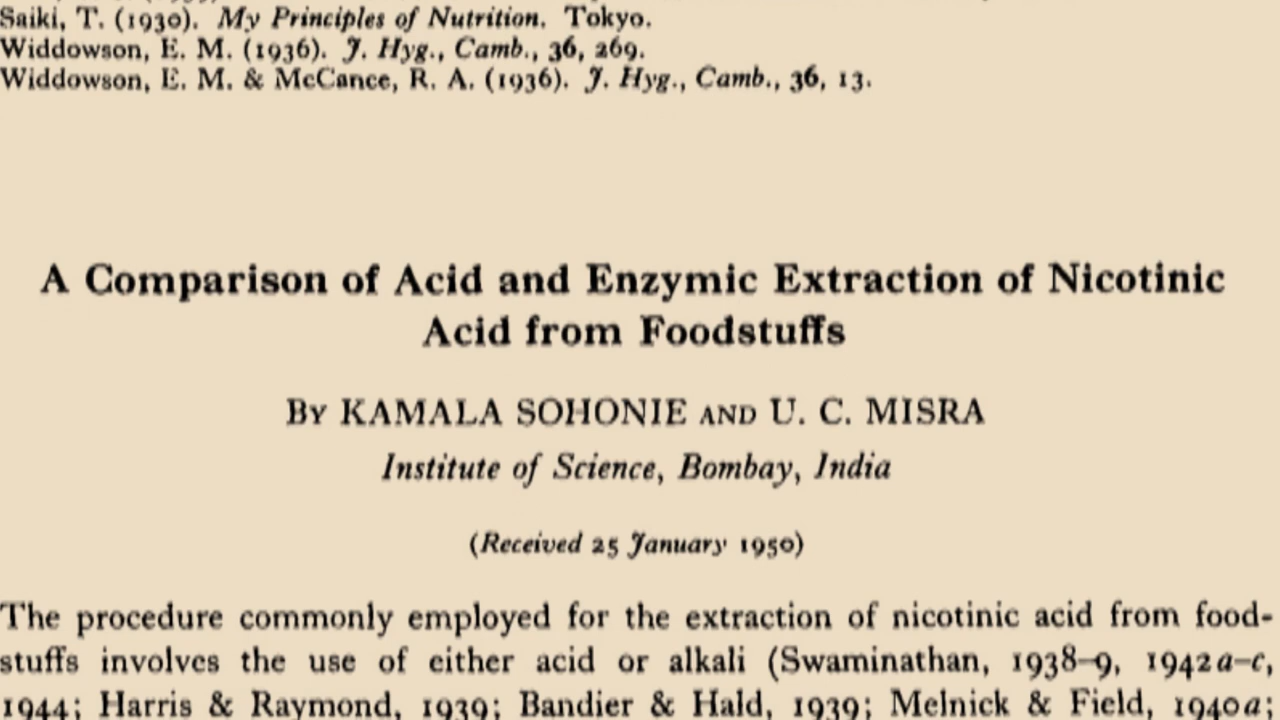 Saiki, T. (1930). My Principles of Nutrition. Tokyo.
Widdowson, E. M. (1936). J. Hyg., Camb., 36, 269.
Widdowson, E. M. & McCance, R. A. (1936). J. Hyg., Camb., 36, 13.
A Comparison of Acid and Enzymic Extraction of Nicotinic
Acid from Foodstuffs
By KAMALA SOHONIE AND U. C. MISRA
Institute of Science, Bombay, India
(Received 25 January 1950)
The procedure commonly employed for the extraction of nicotinic acid from food-
stuffs involves the use of either acid or alkali (Swaminathan, 1938–9, 1942a–c,
1944; Harris & Raymond, 1939; Bandier & Hald, 1939; Melnick & Field, 1940a;